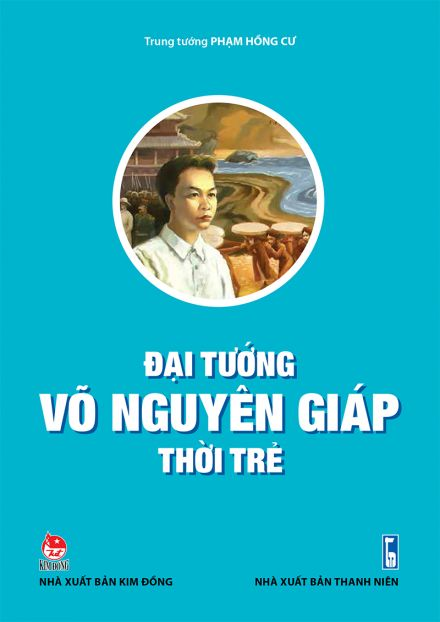 Trung tướng PHẠM HỒNG CƯ
ĐẠI TƯỚNG
VÕ NGUYÊN GIÁP
THỜI TRẺ
KIM ĐỒNG
NHÀ XUẤT BẢN KIM ĐỒNG
NHÀ XUẤT BẢN THANH NIÊN